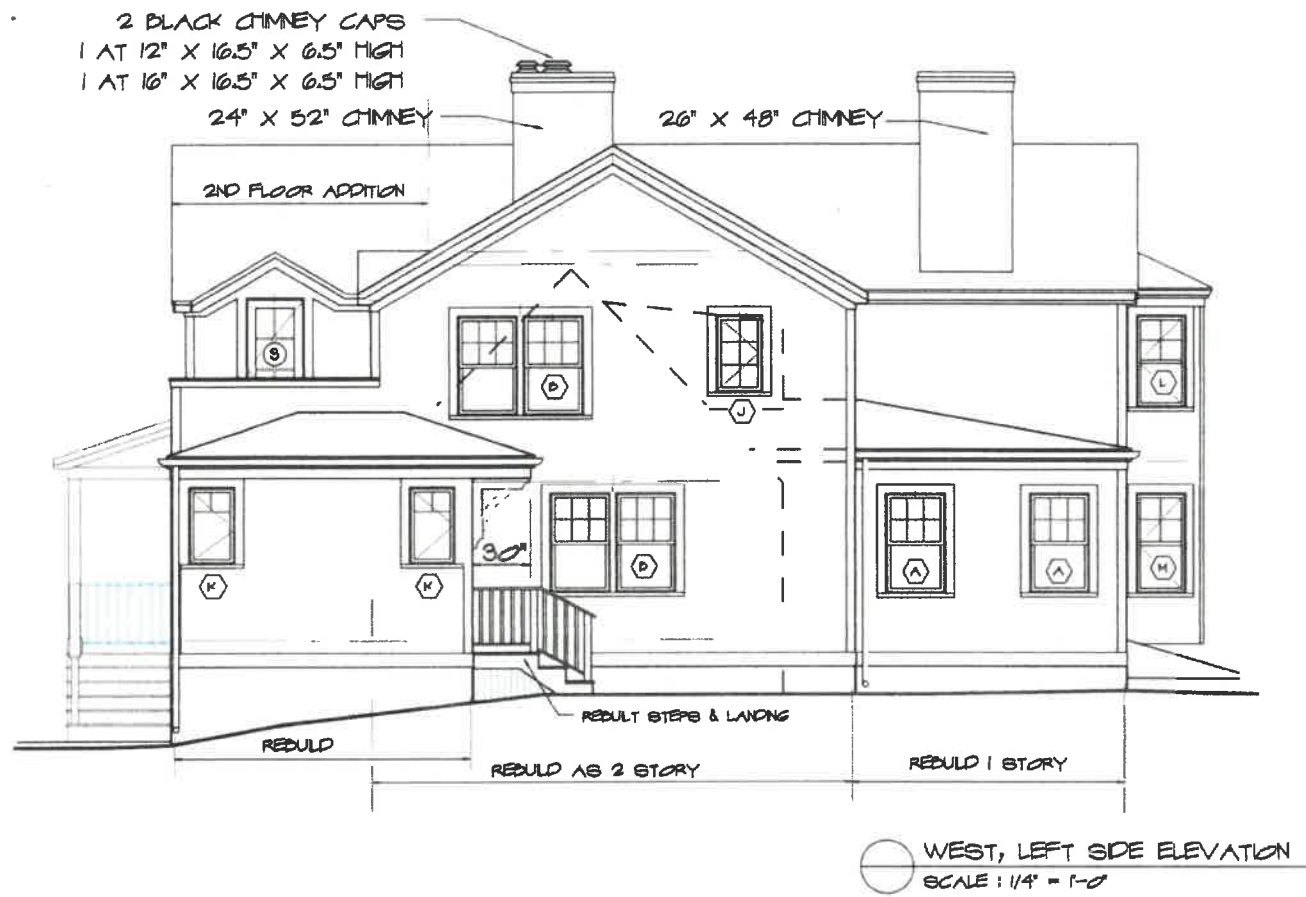 2 BLACK CHIMNEY CAPS
1 AT 12" X 16.5" X 6.5" HIGH
1 AT 16" X 16.5" X 6.5" HIGH
24" X 52" CHIMNEY
26" X 48" CHIMNEY
2ND FLOOR ADDITION
S
B
J
L
30"
K
K
D
A
A
M
REBUILT STEPS & LANDING
REBUILD
REBUILD AS 2 STORY
REBUILD 1 STORY
WEST, LEFT SIDE ELEVATION
SCALE : 1/4" = 1'-0"